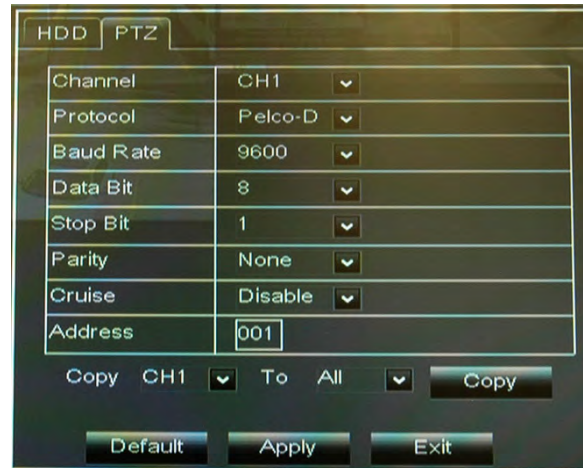 HDD PTZ
Channel CH1
Protocol Pelco-D
Baud Rate 9600
Data Bit 8
Stop Bit 1
Parity None
Cruise Disable
Address 001
Copy CH1 To All Copy
Default Apply Exit